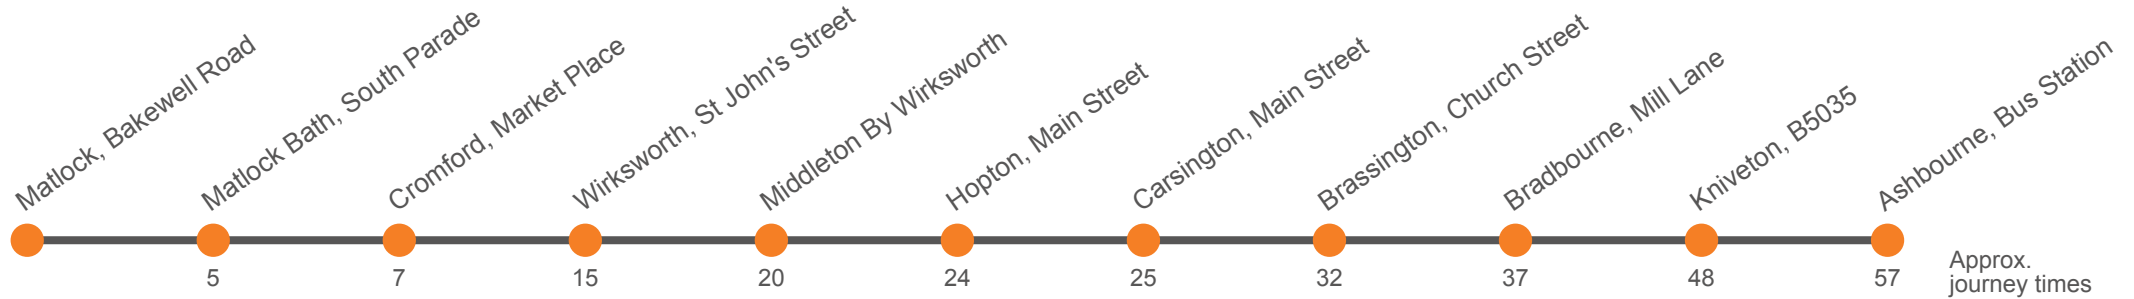 Matlock, Bakewell Road
Matlock Bath, South Parade
Cromford, Market Place
Wirksworth, St John's Street
Middleton By Wirksworth
Hopton, Main Street
Carsington, Main Street
Brassington, Church Street
Bradbourne, Mill Lane
Kniveton, B5035
Ashbourne, Bus Station
5
7
15
20
24
25
32
37
48
57
Approx.
journey times